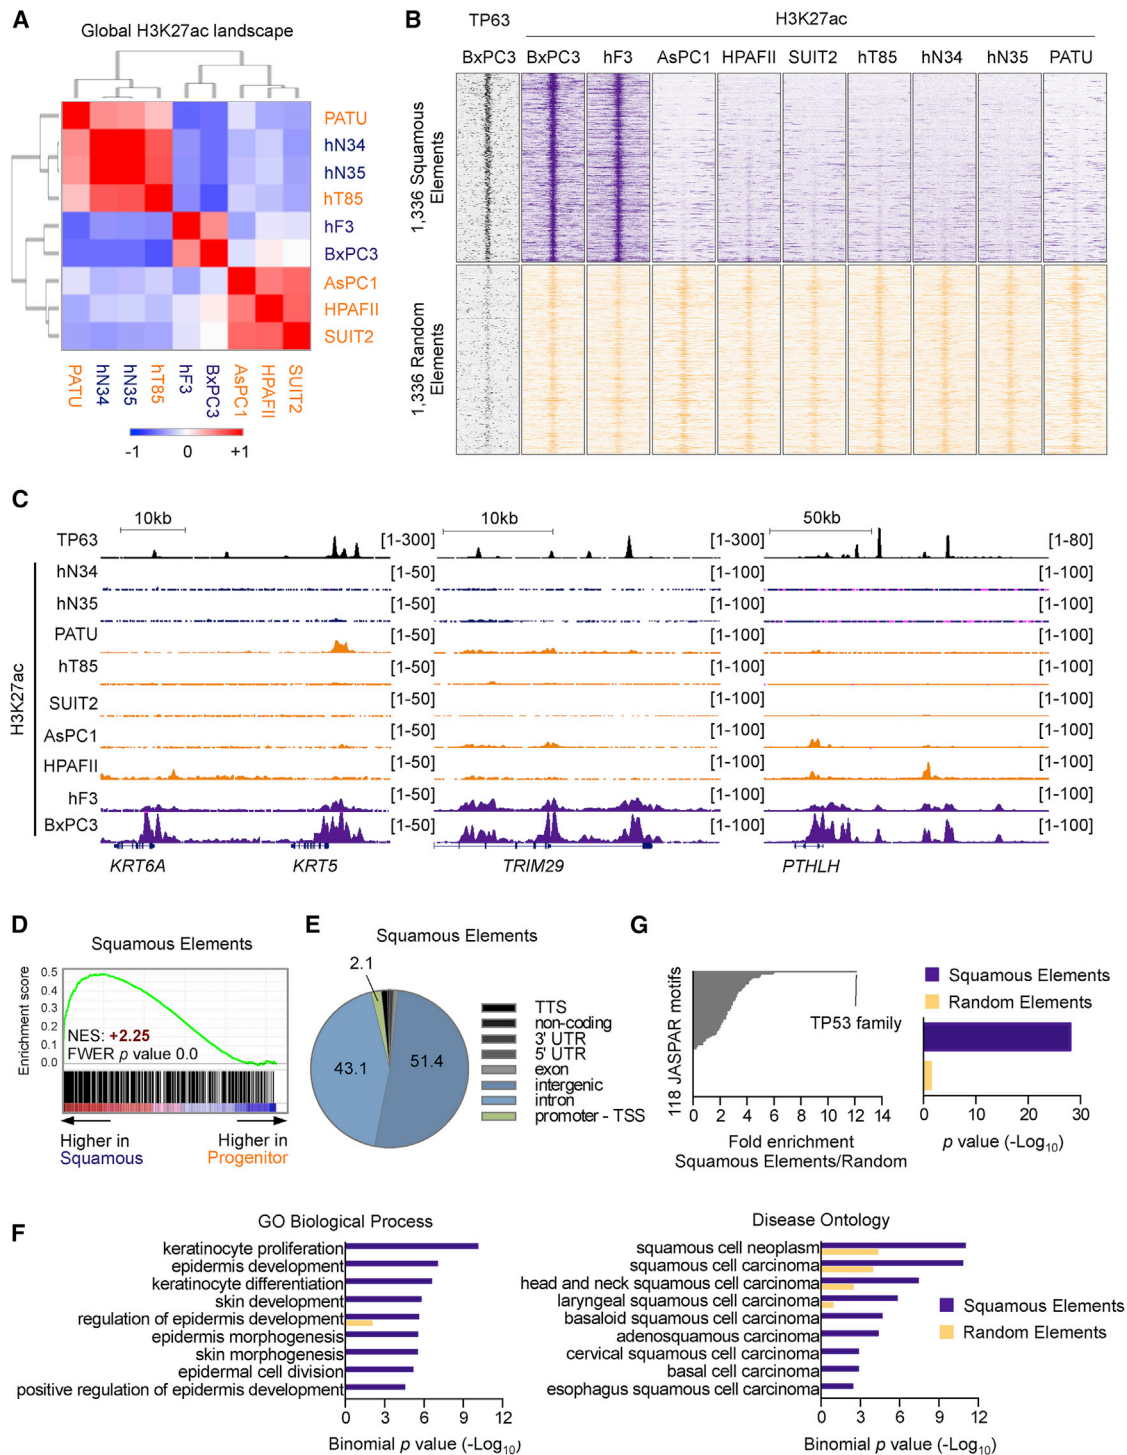 A
Global H3K27ac landscape
PATU
hN34
hN35
hT85
hF3
BxPC3
AsPC1
HPAFII
SUIT2
PATU
hN34
hN35
hT85
hF3
BxPC3
AsPC1
HPAFII
SUIT2
-1 0 +1
B
TP63 H3K27ac
BxPC3 BxPC3 hF3 AsPC1 HPAFII SUIT2 hT85 hN34 hN35 PATU
1,336 Squamous
Elements
1,336 Random
Elements
C
10kb 10kb 50kb
TP63 [1-300] [1-300] [1-80]
H3K27ac
hN34 [1-50] [1-100] [1-100]
hN35 [1-50] [1-100] [1-100]
PATU [1-50] [1-100] [1-100]
hT85 [1-50] [1-100] [1-100]
SUIT2 [1-50] [1-100] [1-100]
AsPC1 [1-50] [1-100] [1-100]
HPAFII [1-50] [1-100] [1-100]
hF3 [1-50] [1-100] [1-100]
BxPC3 [1-50] [1-100] [1-100]
KRT6A KRT5 TRIM29 PTHLH
D
Squamous Elements
Enrichment score
0.5
0.4
0.3
0.2
0.1
0.0
NES: +2.25
FWER p value 0.0
Higher in
Squamous
Higher in
Progenitor
E
Squamous Elements
2.1
43.1
51.4
TTS
non-coding
3' UTR
5' UTR
exon
intergenic
intron
promoter - TSS
G
118 JASPAR motifs
TP53 family
0 2 4 6 8 10 12 14
Fold enrichment
Squamous Elements/Random
Squamous Elements
Random Elements
0 10 20 30
p value (-Log10)
F
GO Biological Process
keratinocyte proliferation
epidermis development
keratinocyte differentiation
skin development
regulation of epidermis development
epidermis morphogenesis
skin morphogenesis
epidermal cell division
positive regulation of epidermis development
0 3 6 9 12
Binomial p value (-Log10)
Disease Ontology
squamous cell neoplasm
squamous cell carcinoma
head and neck squamous cell carcinoma
laryngeal squamous cell carcinoma
basaloid squamous cell carcinoma
adenosquamous carcinoma
cervical squamous cell carcinoma
basal cell carcinoma
esophagus squamous cell carcinoma
0 3 6 9 12
Binomial p value (-Log10)
Squamous Elements
Random Elements